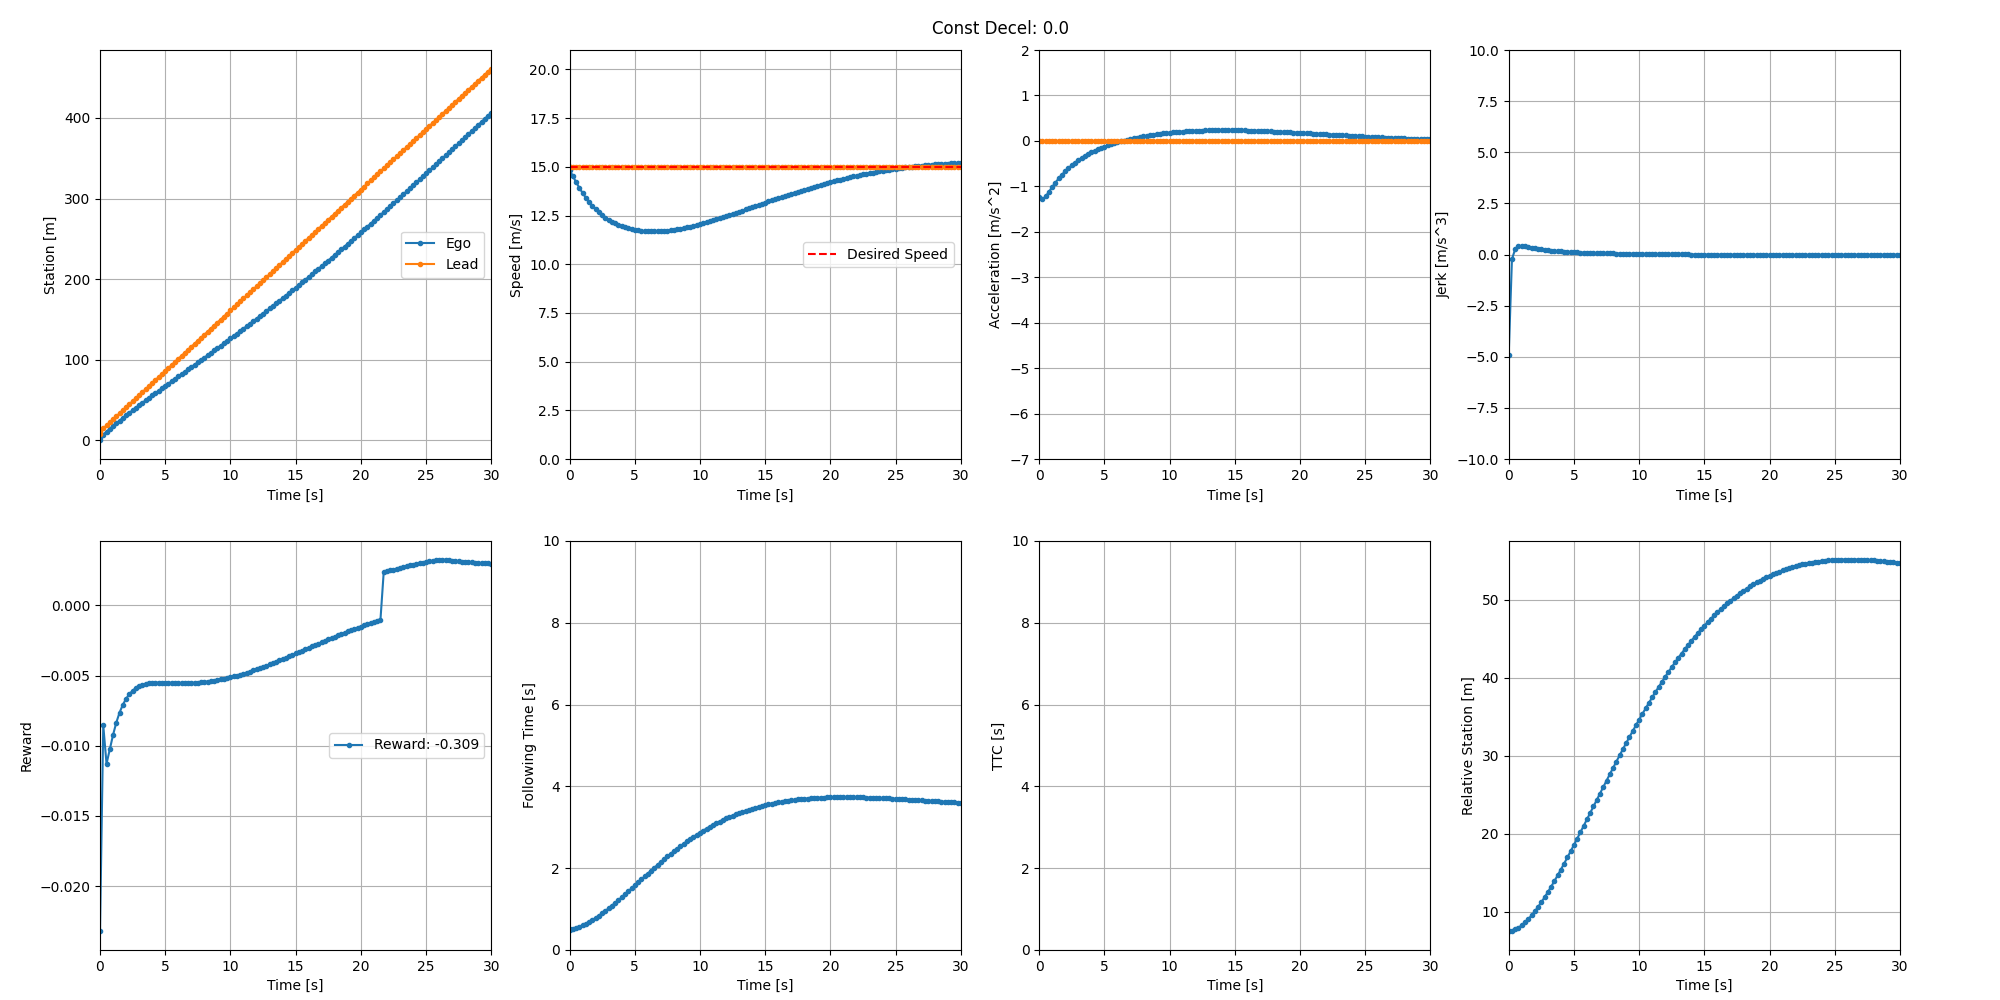 Const Decel: 0.0
Station [m]
400
300
200
100
0
Ego
Lead
0 5 10 15 20 25 30
Time [s]
Speed [m/s]
20.0
17.5
15.0
12.5
10.0
7.5
5.0
2.5
0.0
Desired Speed
0 5 10 15 20 25 30
Time [s]
Acceleration [m/s^2]
2
1
0
−1
−2
−3
−4
−5
−6
−7
0 5 10 15 20 25 30
Time [s]
Jerk [m/s^3]
10.0
7.5
5.0
2.5
0.0
−2.5
−5.0
−7.5
−10.0
0 5 10 15 20 25 30
Time [s]
Reward
0.000
−0.005
−0.010
−0.015
−0.020
Reward: -0.309
0 5 10 15 20 25 30
Time [s]
Following Time [s]
10
8
6
4
2
0
0 5 10 15 20 25 30
Time [s]
TTC [s]
10
8
6
4
2
0
0 5 10 15 20 25 30
Time [s]
Relative Station [m]
50
40
30
20
10
0 5 10 15 20 25 30
Time [s]